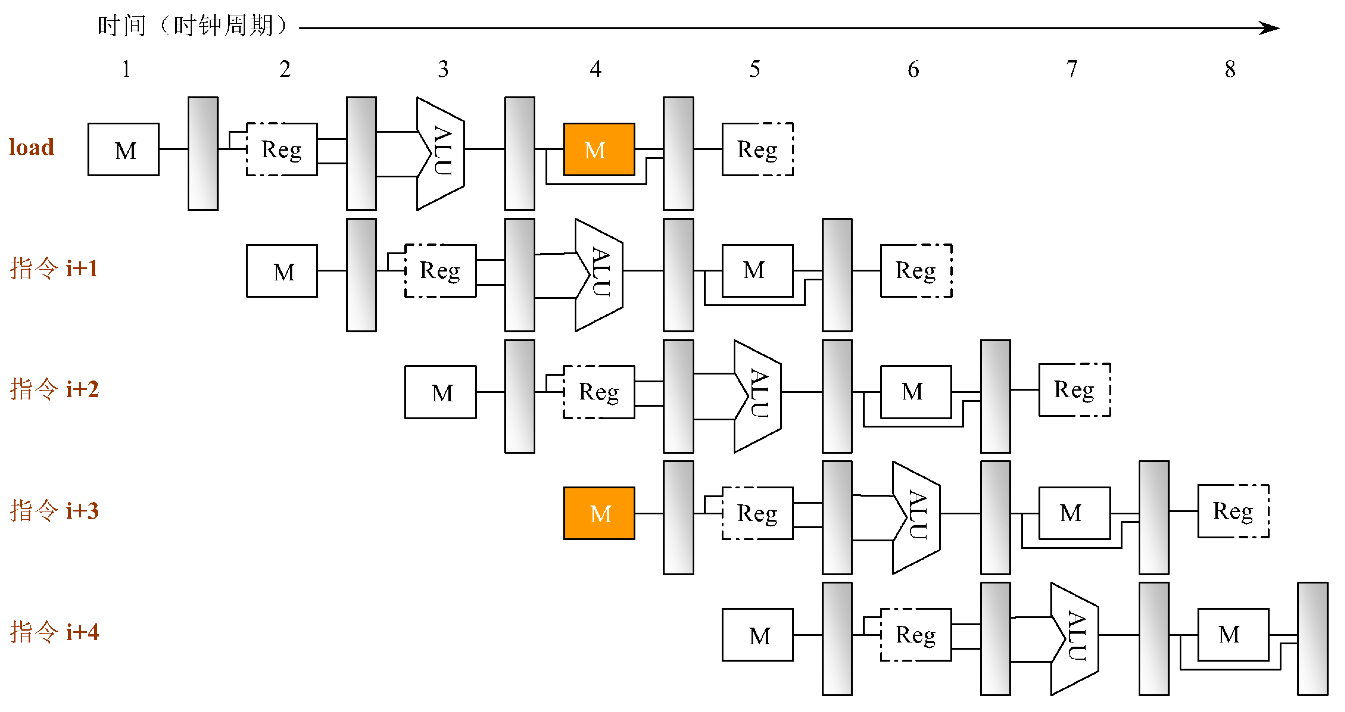 时间（时钟周期）
1 2 3 4 5 6 7 8
load M Reg ALU M Reg
指令 i+1 M Reg ALU M Reg
指令 i+2 M Reg ALU M Reg
指令 i+3 M Reg ALU M Reg
指令 i+4 M Reg ALU M